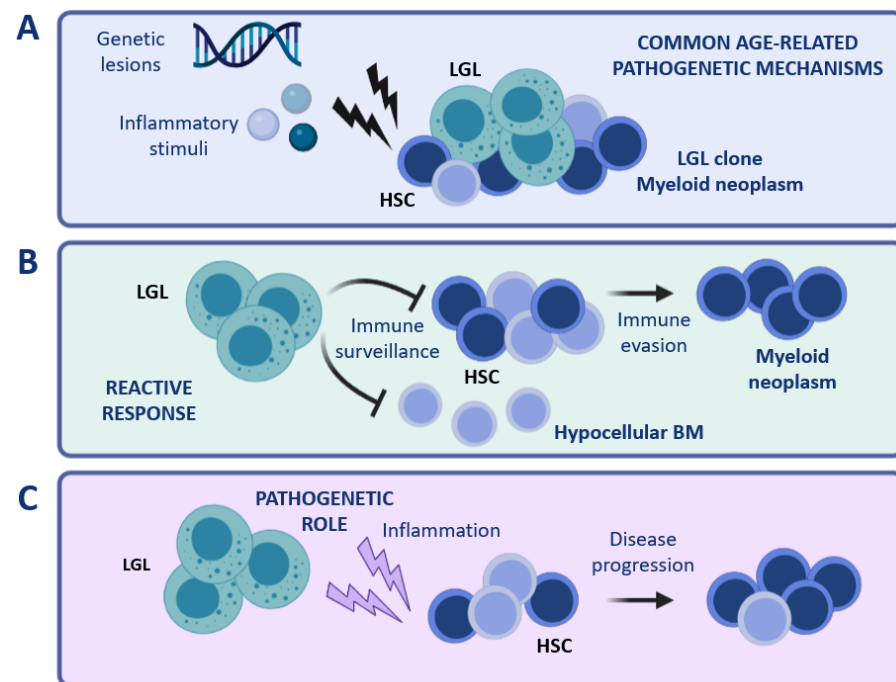 A
Genetic
lesions
Inflammatory
stimuli
LGL
HSC
COMMON AGE-RELATED
PATHOGENETIC MECHANISMS
LGL clone
Myeloid neoplasm
B
LGL
REACTIVE
RESPONSE
Immune
surveillance
HSC
Hypocellular BM
Immune
evasion
Myeloid
neoplasm
C
LGL
PATHOGENETIC
ROLE
Inflammation
HSC
Disease
progression